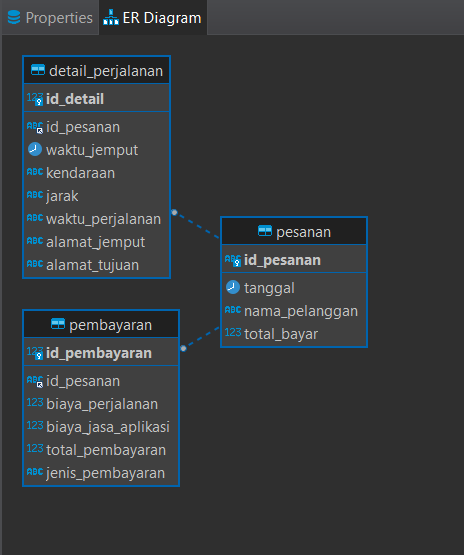 Properties
ER Diagram
detail_perjalanan
123 id_detail
ABC id_pesanan
waktu_jemput
ABC kendaraan
ABC jarak
ABC waktu_perjalanan
ABC alamat_jemput
ABC alamat_tujuan
pesanan
ABC id_pesanan
tanggal
ABC nama_pelanggan
123 total_bayar
pembayaran
123 id_pembayaran
ABC id_pesanan
123 biaya_perjalanan
123 biaya_jasa_aplikasi
123 total_pembayaran
ABC jenis_pembayaran